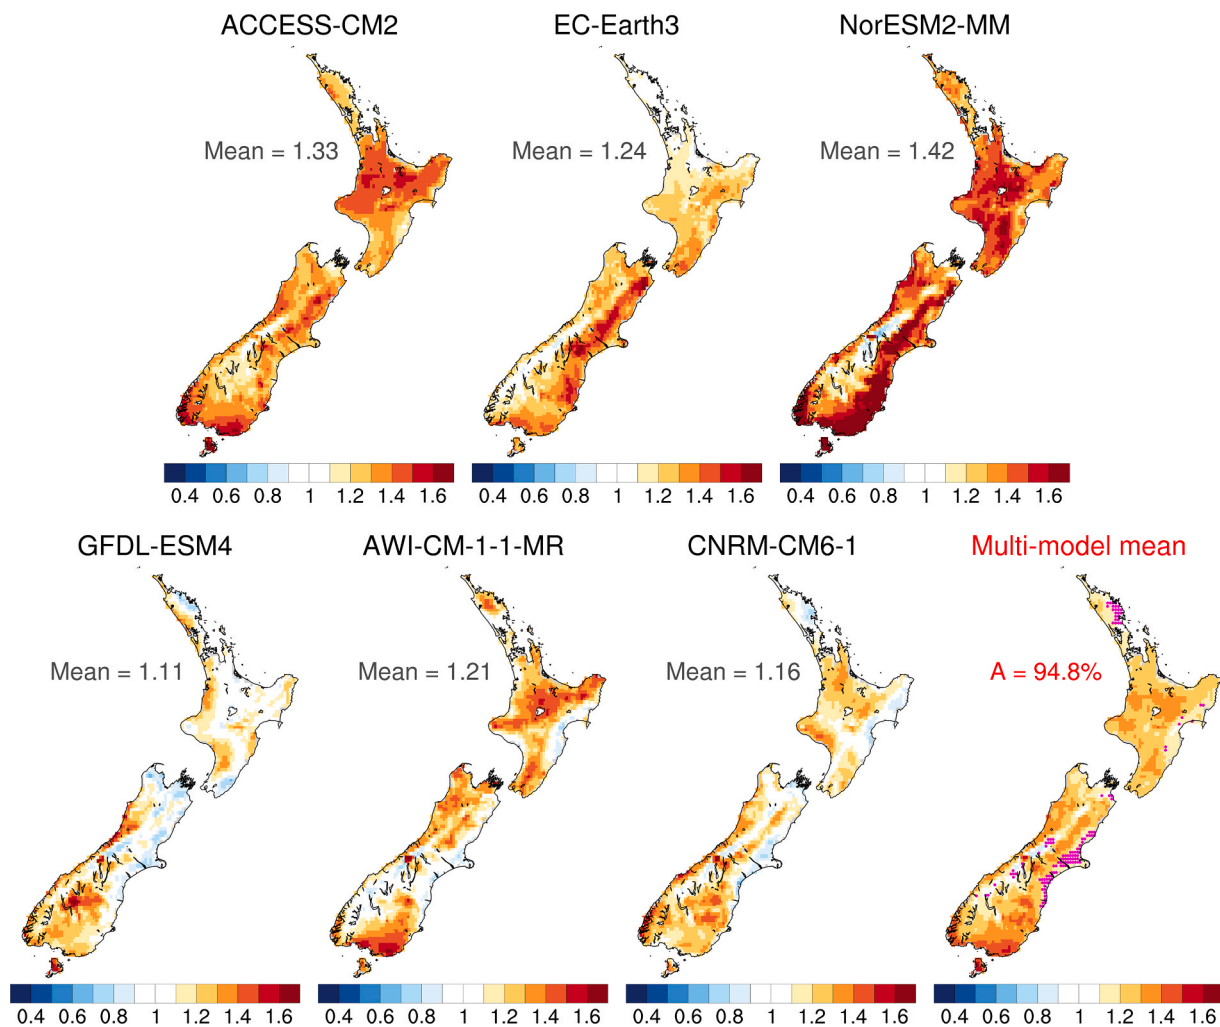 ACCESS-CM2 EC-Earth3 NorESM2-MM
Mean = 1.33 Mean = 1.24 Mean = 1.42
0.4 0.6 0.8 1 1.2 1.4 1.6 0.4 0.6 0.8 1 1.2 1.4 1.6 0.4 0.6 0.8 1 1.2 1.4 1.6
GFDL-ESM4 AWI-CM-1-1-MR CNRM-CM6-1 Multi-model mean
Mean = 1.11 Mean = 1.21 Mean = 1.16 A = 94.8%
0.4 0.6 0.8 1 1.2 1.4 1.6 0.4 0.6 0.8 1 1.2 1.4 1.6 0.4 0.6 0.8 1 1.2 1.4 1.6 0.4 0.6 0.8 1 1.2 1.4 1.6